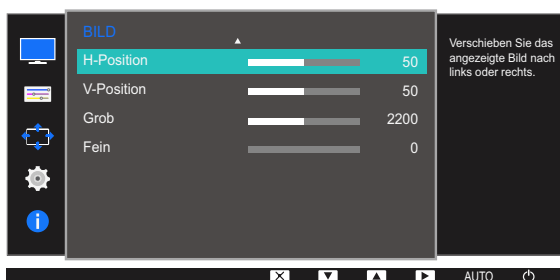 BILD
H-Position 50
V-Position 50
Grob 2200
Fein 0
Verschieben Sie das
angezeigte Bild nach
links oder rechts.
AUTO